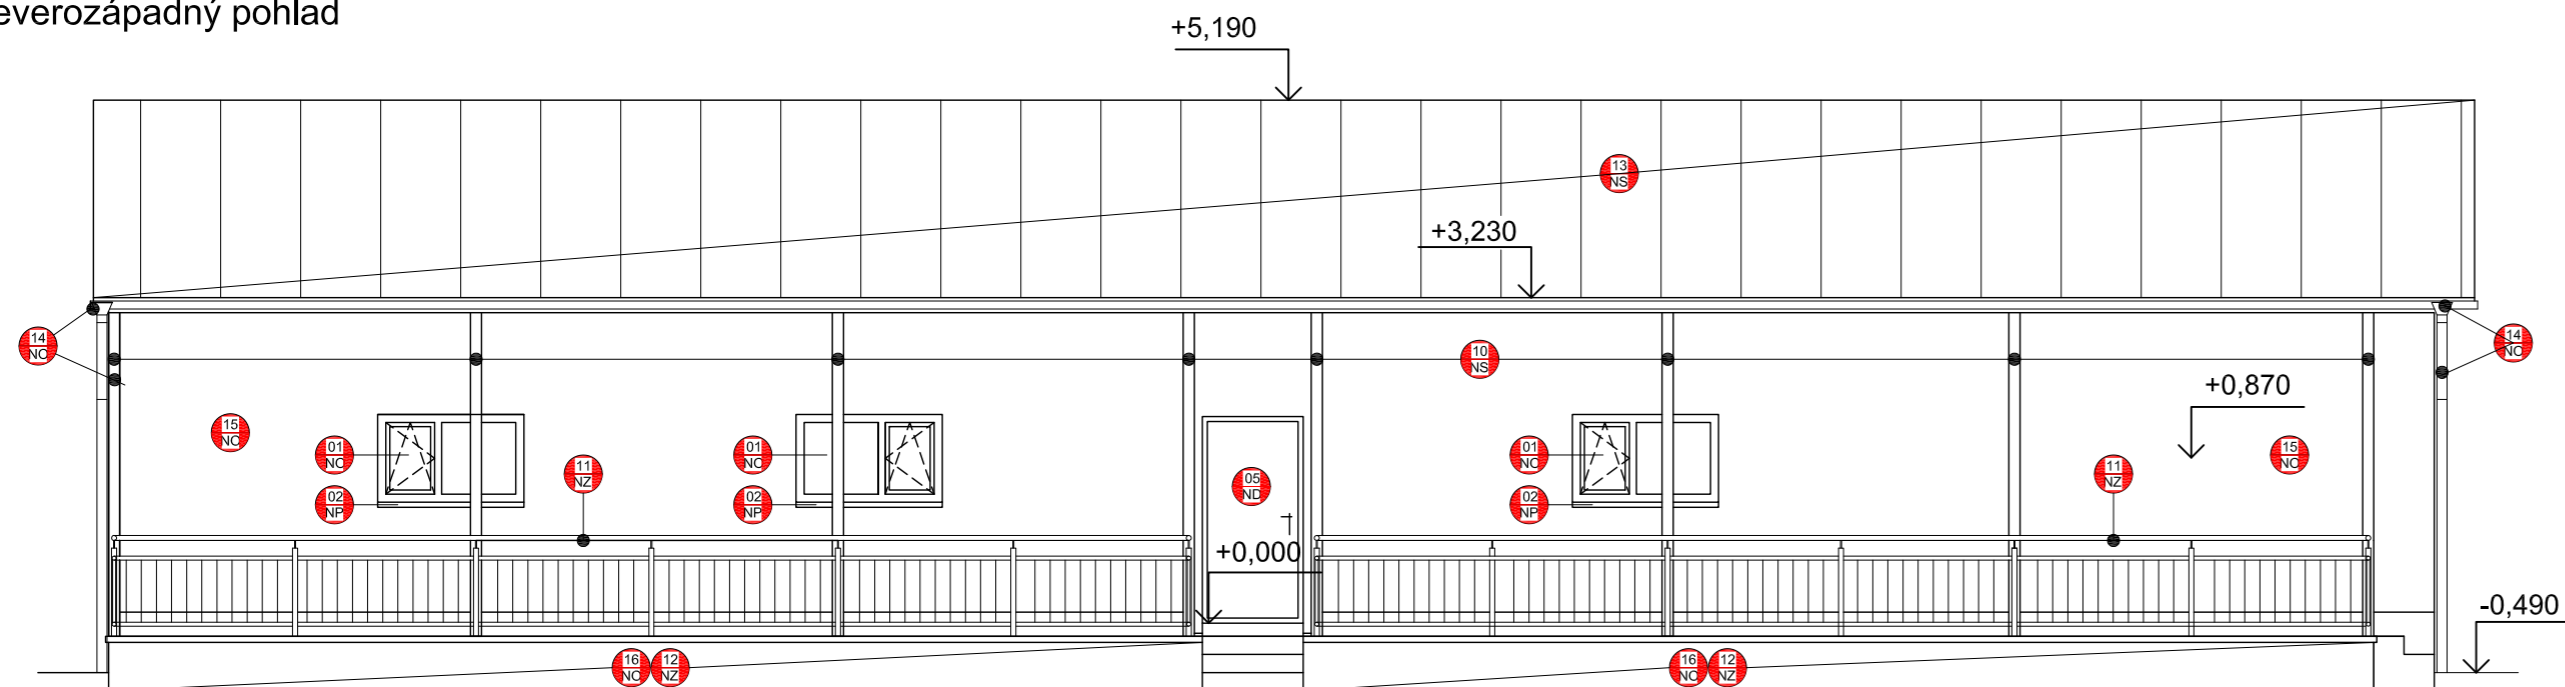 everozápadný pohlad
+5,190
13
NS
+3,230
14
NO
10
NS
14
NO
+0,870
15
NO
01
NO
11
NZ
01
NO
05
ND
01
NO
11
NZ
15
NO
02
NP
02
NP
02
NP
+0,000
-0,490
16
NO
12
NZ
16
NO
12
NZ